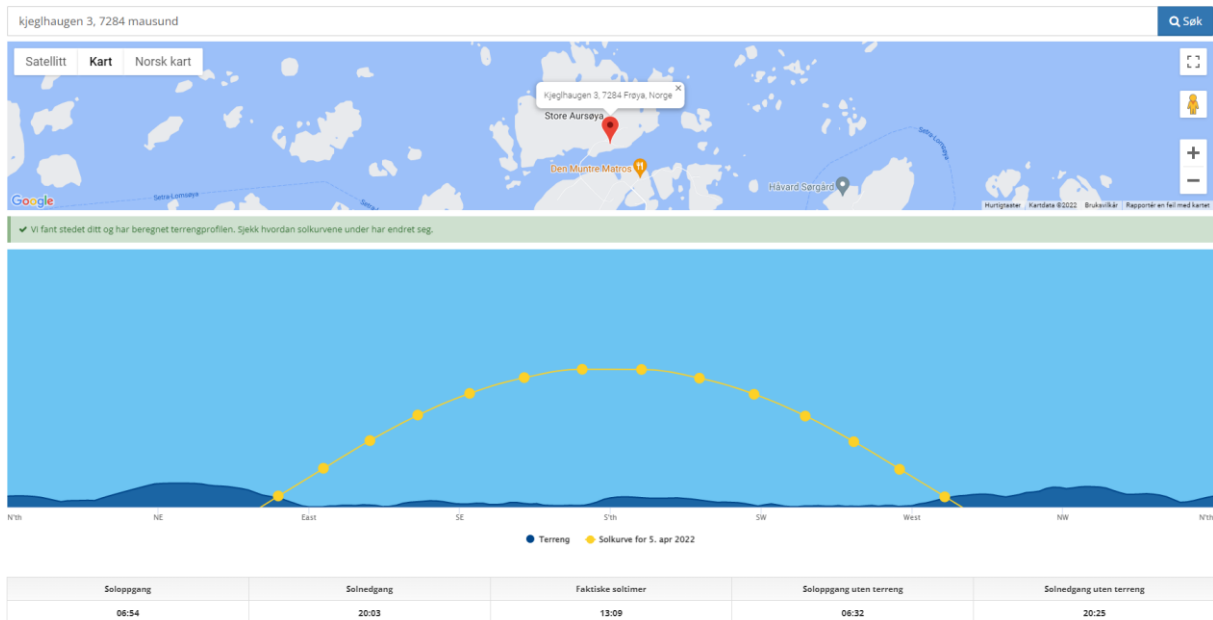 kjeglhaugen 3, 7284 mausund
Søk
Satellitt Kart Norsk kart
Kjeglhaugen 3, 7284 Frøya, Norge
Store Aursøya
Den Muntre Matros
Håvard Sørgård
Setra-Lomsøya
Setra-Lomsøya
Google
Hurtigtaster Kartdata ©2022 Bruksvilkår Rapportér en feil med kartet
Vi fant stedet ditt og har beregnet terrengprofilen. Sjekk hvordan solkurvene under har endret seg.
N'th NE East SE S'th SW West NW N'th
Terreng Solkurve for 5. apr 2022
Soloppgang Solnedgang Faktiske soltimer Soloppgang uten terreng Solnedgang uten terreng
06:54 20:03 13:09 06:32 20:25